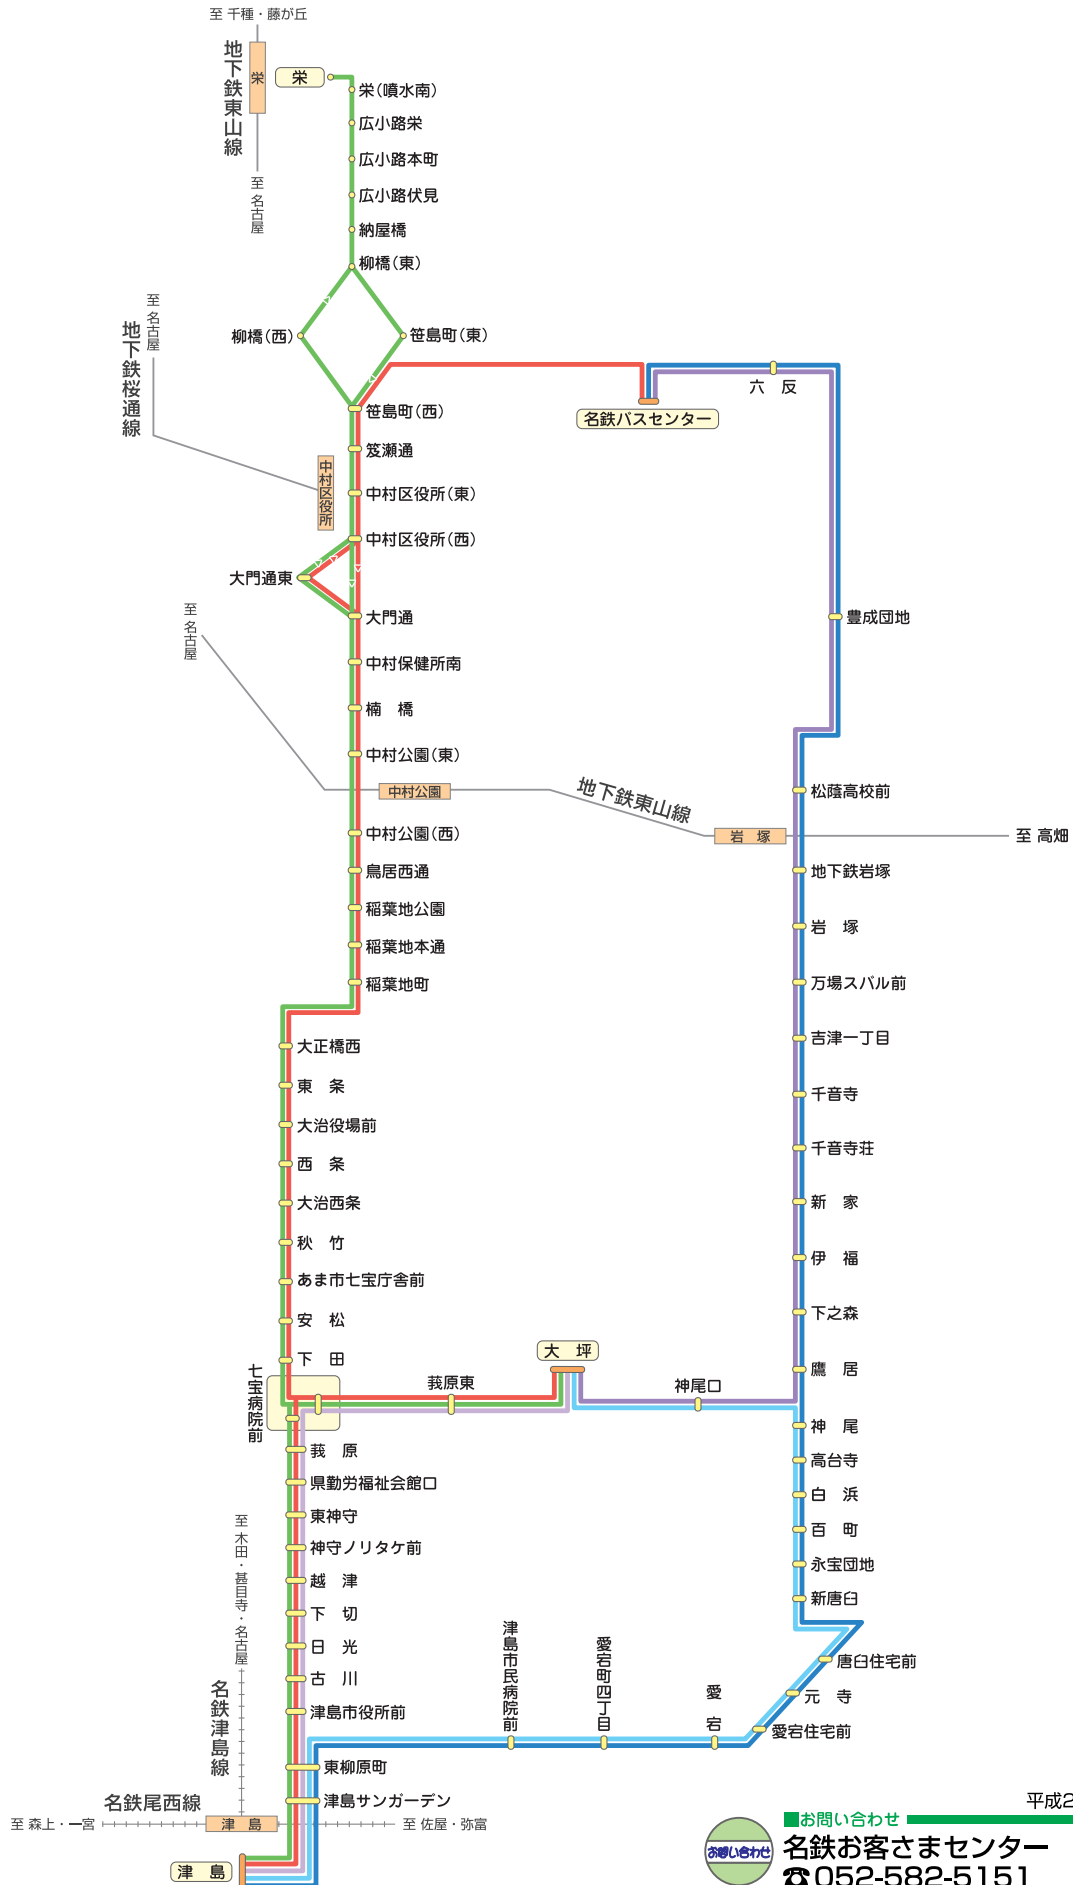 至 千種・藤が丘
地下鉄東山線
栄
栄
至 名古屋
栄（噴水南）
広小路栄
広小路本町
広小路伏見
納屋橋
柳橋（東）
柳橋（西）
笹島町（東）
至 名古屋
地下鉄桜通線
六 反
名鉄バスセンター
笹島町（西）
笈瀬通
中村区役所
中村区役所（東）
中村区役所（西）
大門通東
大門通
豊成団地
至 名古屋
中村保健所南
楠 橋
中村公園（東）
中村公園
地下鉄東山線
松蔭高校前
中村公園（西）
岩 塚
至 高畑
鳥居西通
地下鉄岩塚
稲葉地公園
岩 塚
稲葉地本通
稲葉地町
万場スバル前
大正橋西
吉津一丁目
東 条
千音寺
大治役場前
千音寺荘
西 条
大治西条
新 家
秋 竹
伊 福
あま市七宝庁舎前
下之森
安 松
下 田
大 坪
鷹 居
七宝病院前
莪原東
神尾口
神 尾
莪 原
高台寺
県勤労福祉会館口
白 浜
東神守
百 町
神守ノリタケ前
永宝団地
越 津
新唐臼
下 切
日 光
古 川
津島市役所前
至 木田・甚目寺・名古屋
名鉄津島線
津島市民病院前
愛宕町四丁目
愛 宕
唐臼住宅前
元 寺
愛宕住宅前
東柳原町
津島サンガーデン
名鉄尾西線
至 森上・一宮
津 島
至 佐屋・弥富
津 島
平成2
■お問い合わせ
お問い合わせ
名鉄お客さまセンター
☎052-582-5151